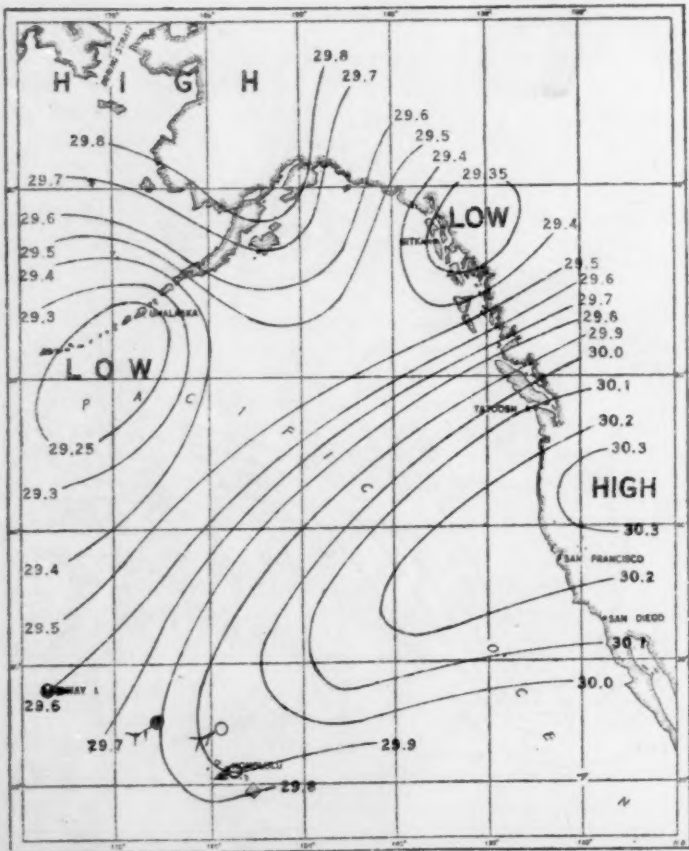 BERING STRAIT
H I G H
29.8
29.7
29.8
29.7
29.6
29.5
29.4
29.35
LOW
SITKA
29.4
29.6
29.5
29.4
29.3
UNALASKA
LOW
29.25
29.3
29.5
29.6
29.7
29.8
29.9
30.0
30.1
TATOOSH
30.2
30.3
HIGH
30.3
PACIFIC
OCEAN
SAN FRANCISCO
30.2
29.4
29.5
SAN DIEGO
30.1
30.0
29.6
29.7
29.9
29.8